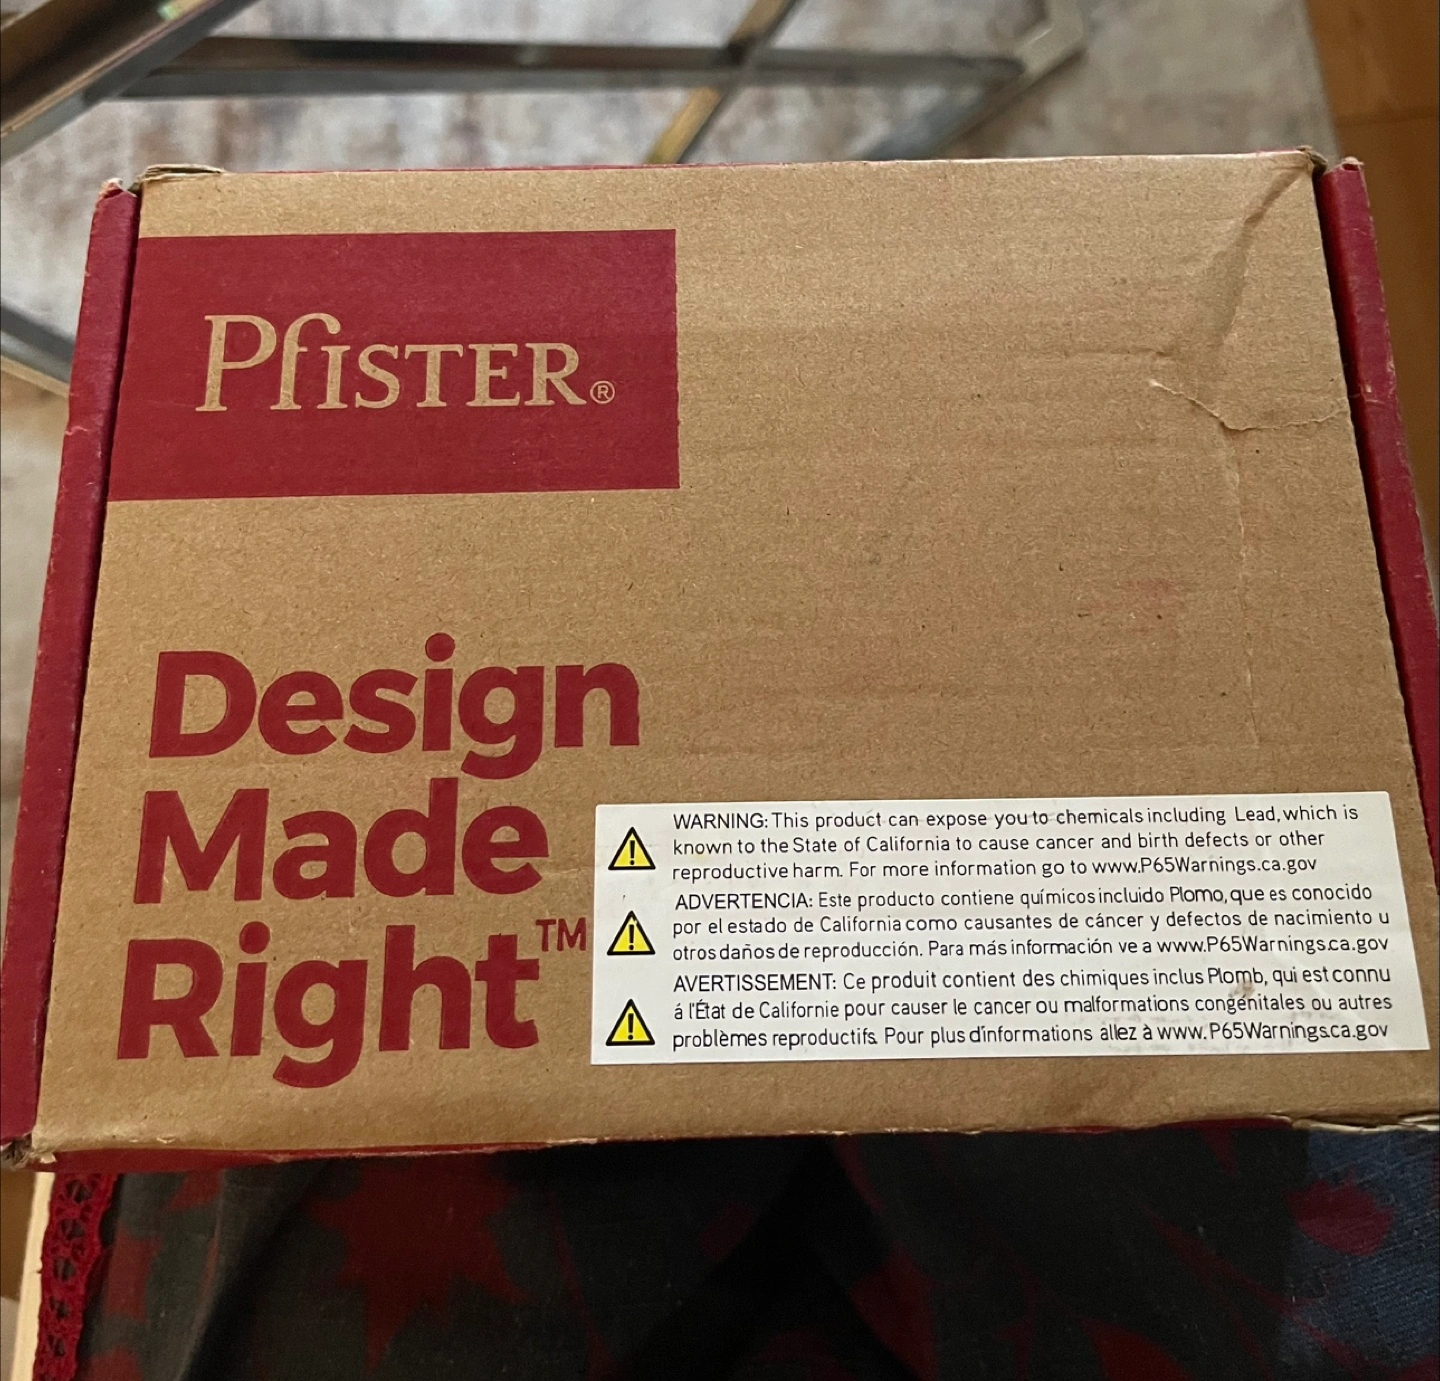 Pfister®
Design
Made
Right™
WARNING: This product can expose you to chemicals including Lead, which is
known to the State of California to cause cancer and birth defects or other
reproductive harm. For more information go to www.P65Warnings.ca.gov
ADVERTENCIA: Este producto contiene químicos incluido Plomo, que es conocido
por el estado de California como causantes de cáncer y defectos de nacimiento u
otros daños de reproducción. Para más información ve a www.P65Warnings.ca.gov
AVERTISSEMENT: Ce produit contient des chimiques inclus Plomb, qui est connu
á l'État de Californie pour causer le cancer ou malformations congénitales ou autres
problèmes reproductifs. Pour plus d'informations allez à www.P65Warnings.ca.gov